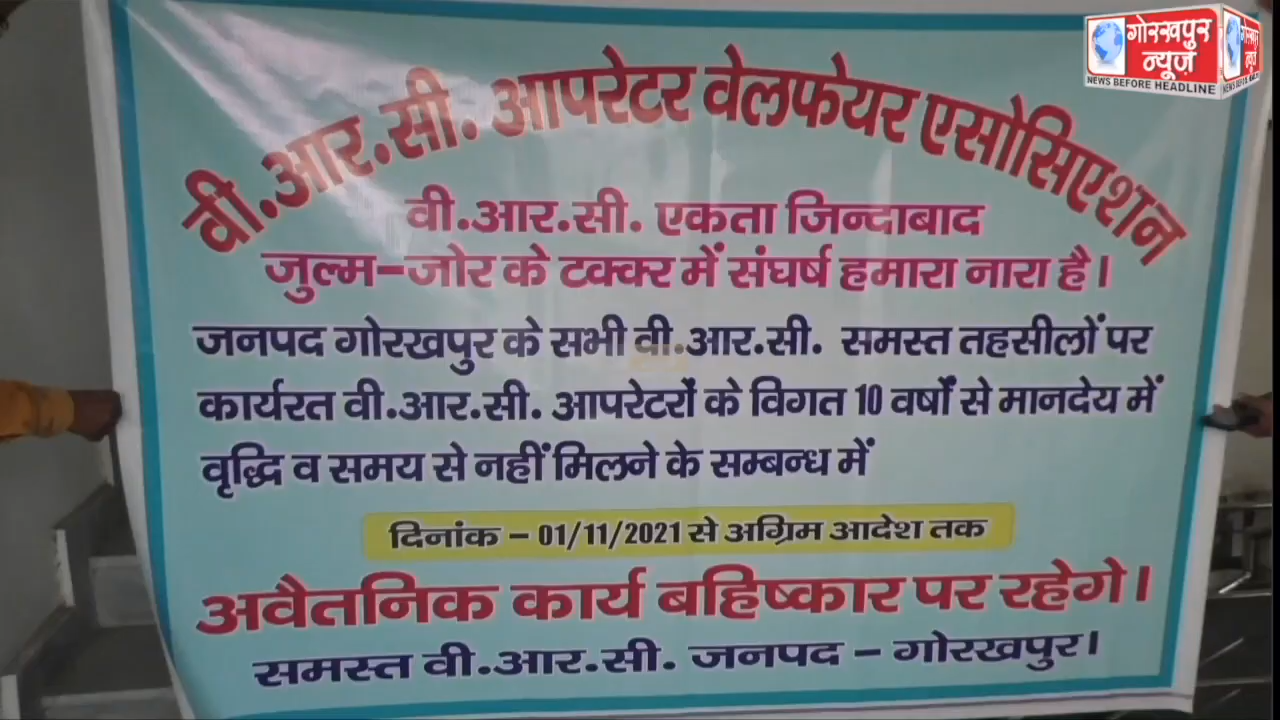 गोरखपुर
न्यूज़
NEWS BEFORE HEADLINE
वी.आर.सी. आपरेटर वेलफेयर एसोसिएशन
वी.आर.सी. एकता जिन्दाबाद
जुल्म-जोर के टक्कर में संघर्ष हमारा नारा है।
जनपद गोरखपुर के सभी वी.आर.सी. समस्त तहसीलों पर
कार्यरत वी.आर.सी. आपरेटरों के विगत 10 वर्षों से मानदेय में
वृद्धि व समय से नहीं मिलने के सम्बन्ध में
दिनांक - 01/11/2021 से अग्रिम आदेश तक
अवैतनिक कार्य बहिष्कार पर रहेगे।
समस्त वी.आर.सी. जनपद - गोरखपुर।